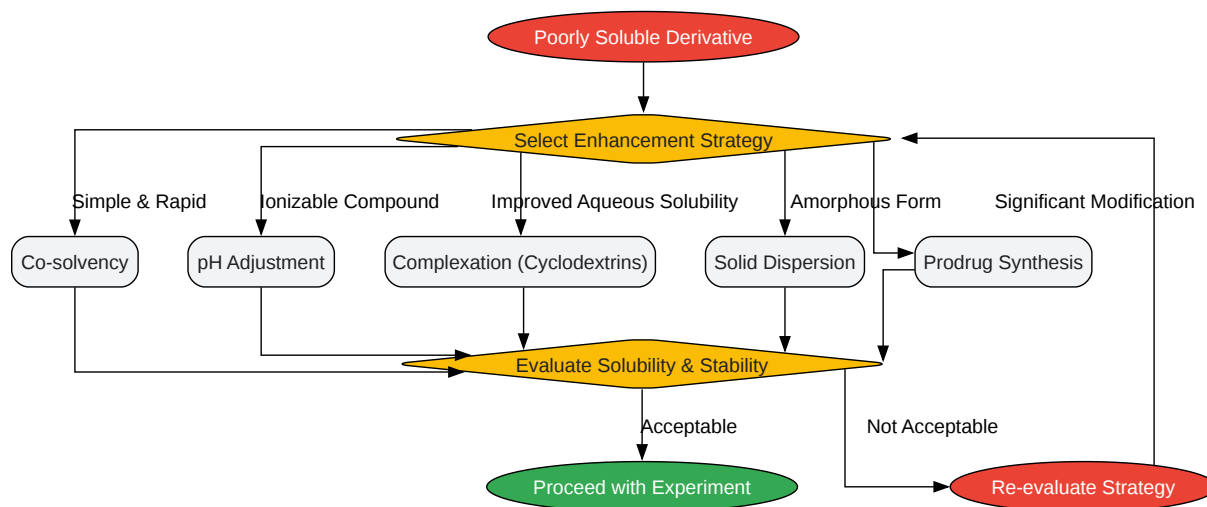 Poorly Soluble Derivative
Select Enhancement Strategy
Simple & Rapid
Ionizable Compound
Improved Aqueous Solubility
Amorphous Form
Significant Modification
Co-solvency
pH Adjustment
Complexation (Cyclodextrins)
Solid Dispersion
Prodrug Synthesis
Evaluate Solubility & Stability
Acceptable
Not Acceptable
Proceed with Experiment
Re-evaluate Strategy